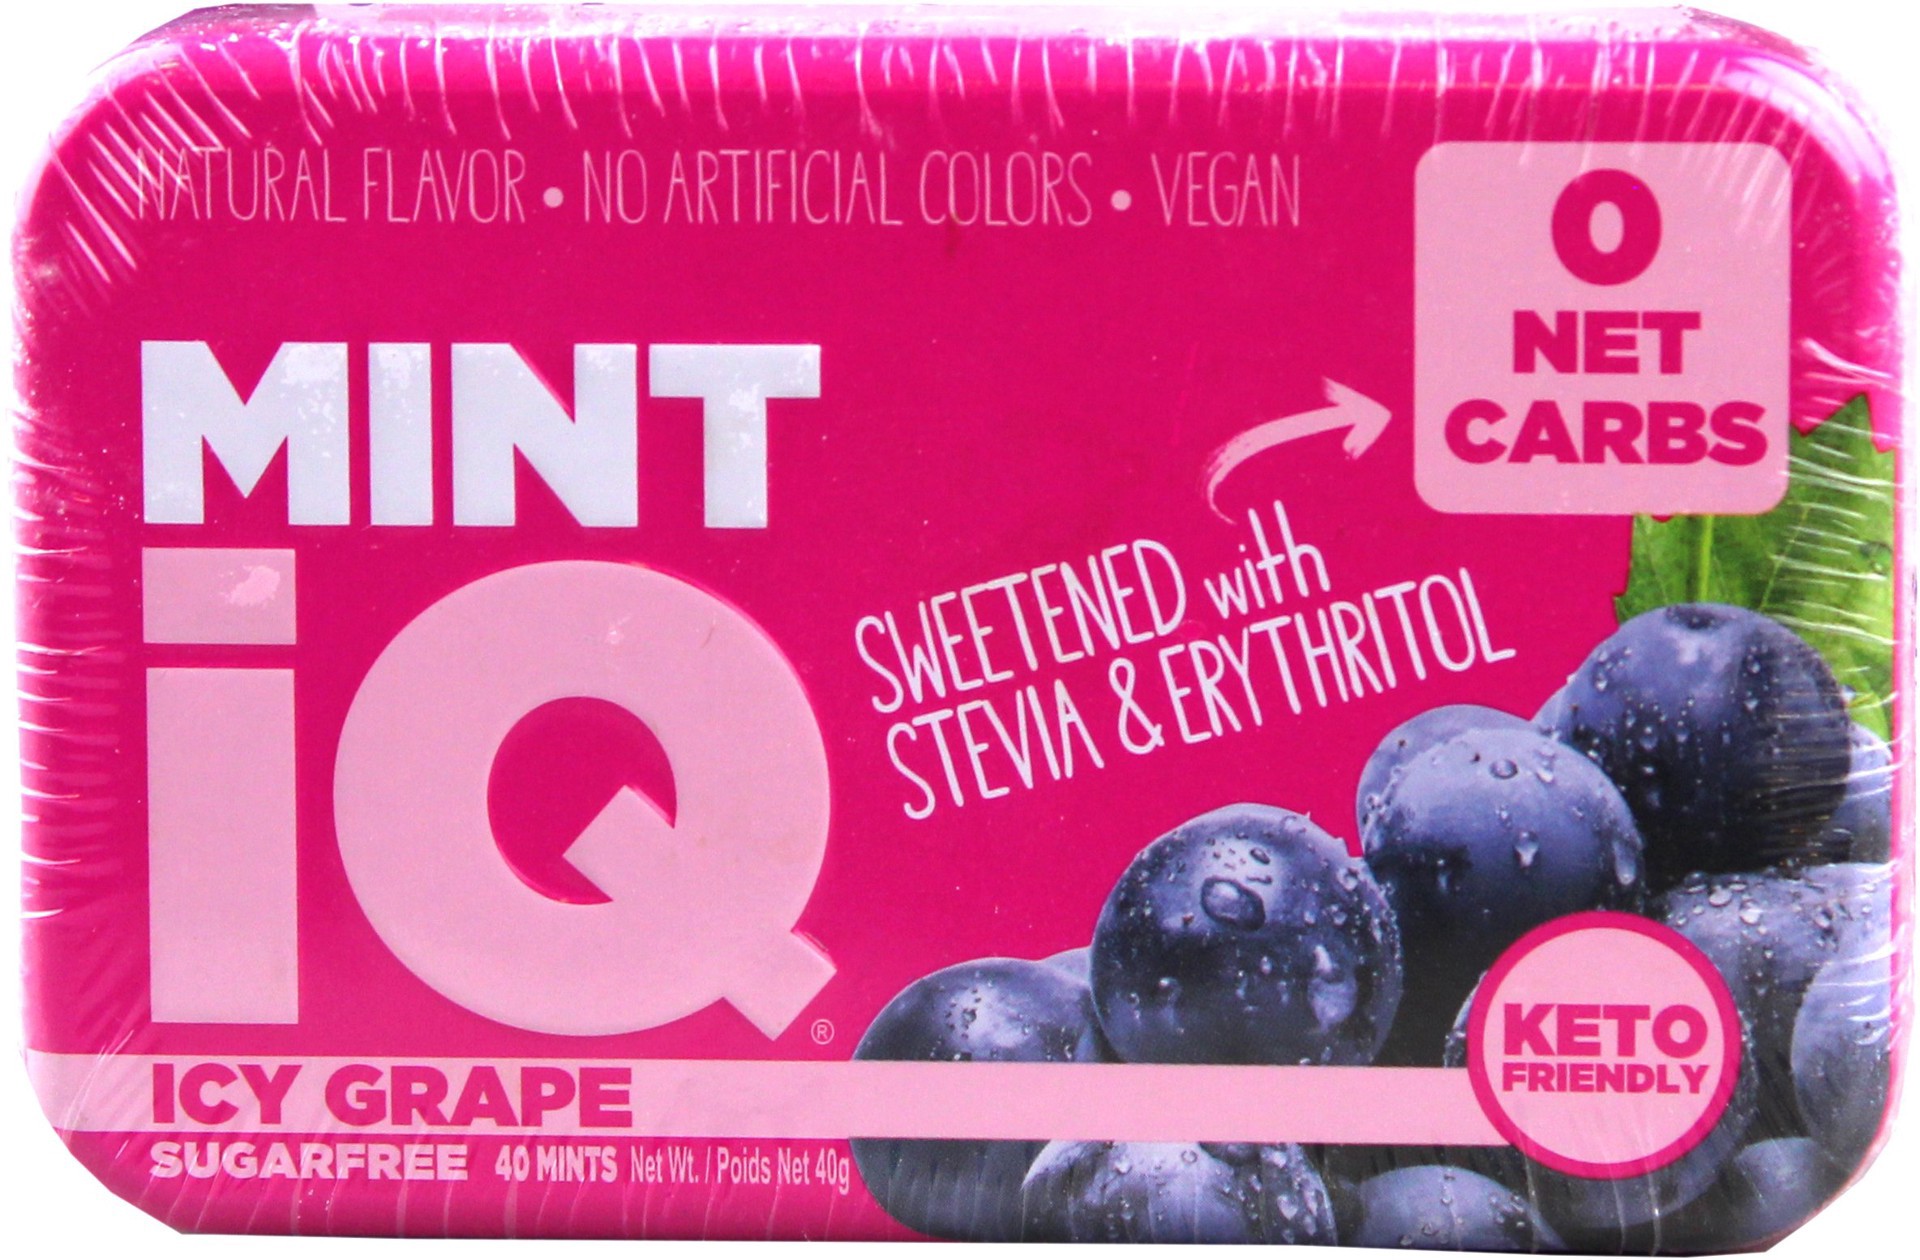 NATURAL FLAVOR • NO ARTIFICIAL COLORS • VEGAN
0
NET
CARBS
MINT
iQ
®
SWEETENED with
STEVIA & ERYTHRITOL
KETO
FRIENDLY
ICY GRAPE
SUGARFREE 40 MINTS Net Wt. / Poids Net 40g